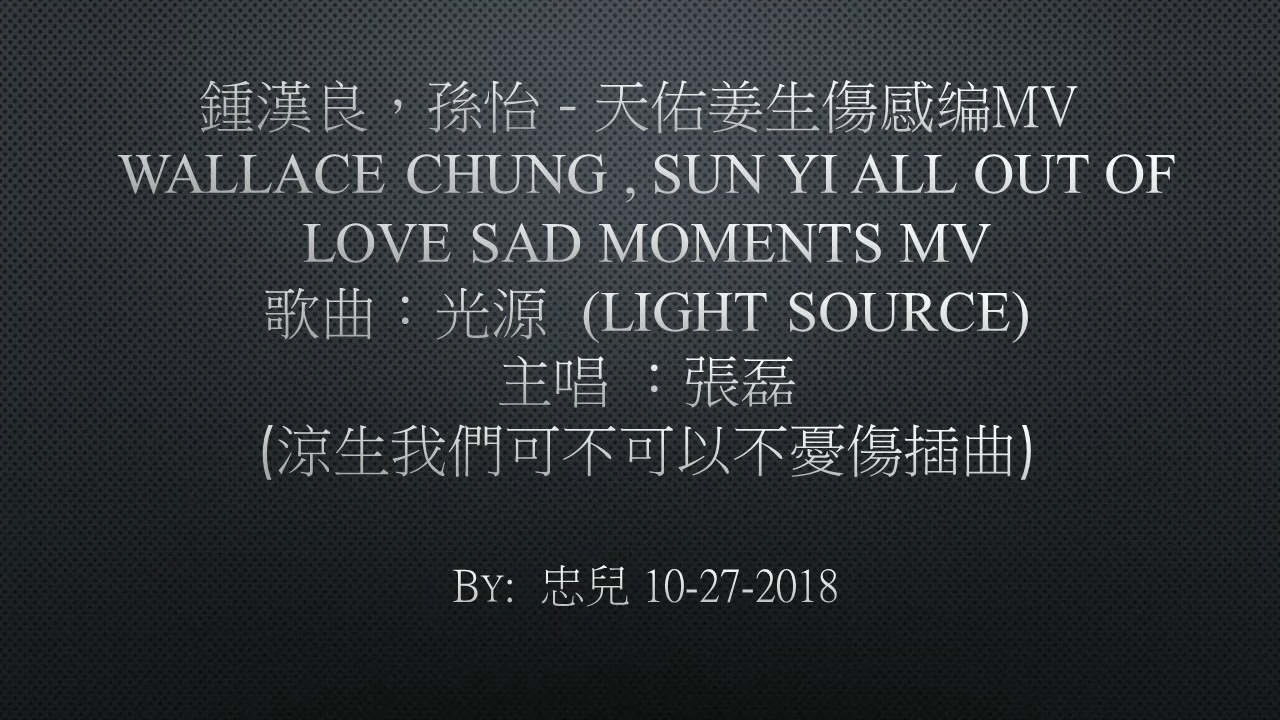 鍾漢良，孫怡 - 天佑姜生傷感编MV
WALLACE CHUNG , SUN YI ALL OUT OF
LOVE SAD MOMENTS MV
歌曲：光源 (LIGHT SOURCE)
主唱 ：張磊
(涼生我們可不可以不憂傷插曲)
BY: 忠兒 10-27-2018